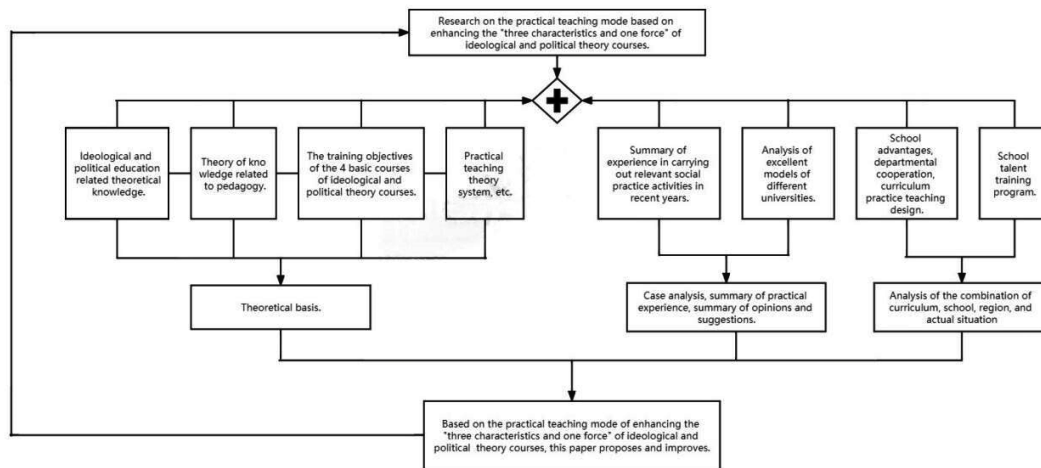 Research on the practical teaching mode based on
enhancing the "three characteristics and one force" of
ideological and political theory courses.
Ideological and
political education
related theoretical
knowledge.
Theory of kno
wledge related
to pedagogy.
The training objectives
of the 4 basic courses
of ideological and
political theory courses.
Practical
teaching
theory
system, etc.
Summary of
experience in carrying
out relevant social
practice activities in
recent years.
Analysis of
excellent
models of
different
universities.
School
advantages,
departmental
cooperation,
curriculum
practice teaching
design.
School
talent
training
program.
Theoretical basis.
Case analysis, summary of practical
experience, summary of opinions and
suggestions.
Analysis of the combination of
curriculum, school, region, and
actual situation
Based on the practical teaching mode of enhancing the
"three characteristics and one force" of ideological and
political theory courses, this paper proposes and improves.